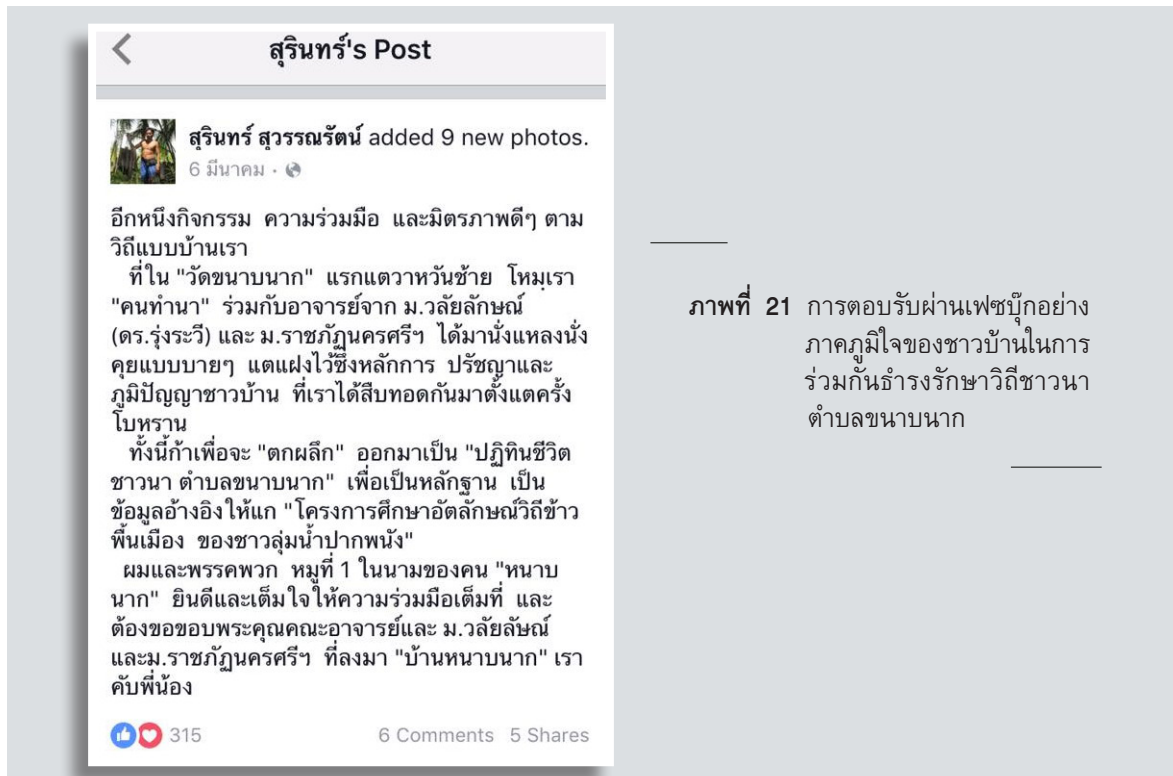 สุรินทร์'s Post
สุรินทร์ สุวรรณรัตน์ added 9 new photos.
6 มีนาคม ·
อีกหนึ่งกิจกรรม ความร่วมมือ และมิตรภาพดีๆ ตาม
วิถีแบบบ้านเรา
ที่ใน "วัดขนาบนาก" แรกแตวาหวันช้าย โหมฺเรา
"คนทำนา" ร่วมกับอาจารย์จาก ม.วลัยลักษณ์
(ดร.รุ่งระวี) และ ม.ราชภัฏนครศรีฯ ได้มานั่งแหลงนั่ง
คุยแบบบายๆ แตแฝงไว้ซึ่งหลักการ ปรัชญาและ
ภูมิปัญญาชาวบ้าน ที่เราได้สืบทอดกันมาตั้งแตครั้ง
โบหราน
ทั้งนี้ก้าเพื่อจะ "ตกผลึก" ออกมาเป็น "ปฏิทินชีวิต
ชาวนา ตำบลขนาบนาก" เพื่อเป็นหลักฐาน เป็น
ข้อมูลอ้างอิงให้แก "โครงการศึกษาอัตลักษณ์วิถีข้าว
พื้นเมือง ของชาวลุ่มน้ำปากพนัง"
ผมและพรรคพวก หมูที่ 1 ในนามของคน "หนาบ
นาก" ยินดีและเต็มใจให้ความร่วมมือเต็มที่ และ
ต้องขอขอบพระคุณคณะอาจารย์และ ม.วลัยลัษณ์
และม.ราชภัฏนครศรีฯ ที่ลงมา "บ้านหนาบนาก" เรา
คับพี่น้อง
315 6 Comments 5 Shares
ภาพที่ 21 การตอบรับผ่านเฟซบุ๊กอย่าง
ภาคภูมิใจของชาวบ้านในการ
ร่วมกันธำรงรักษาวิถีชาวนา
ตำบลขนาบนาก